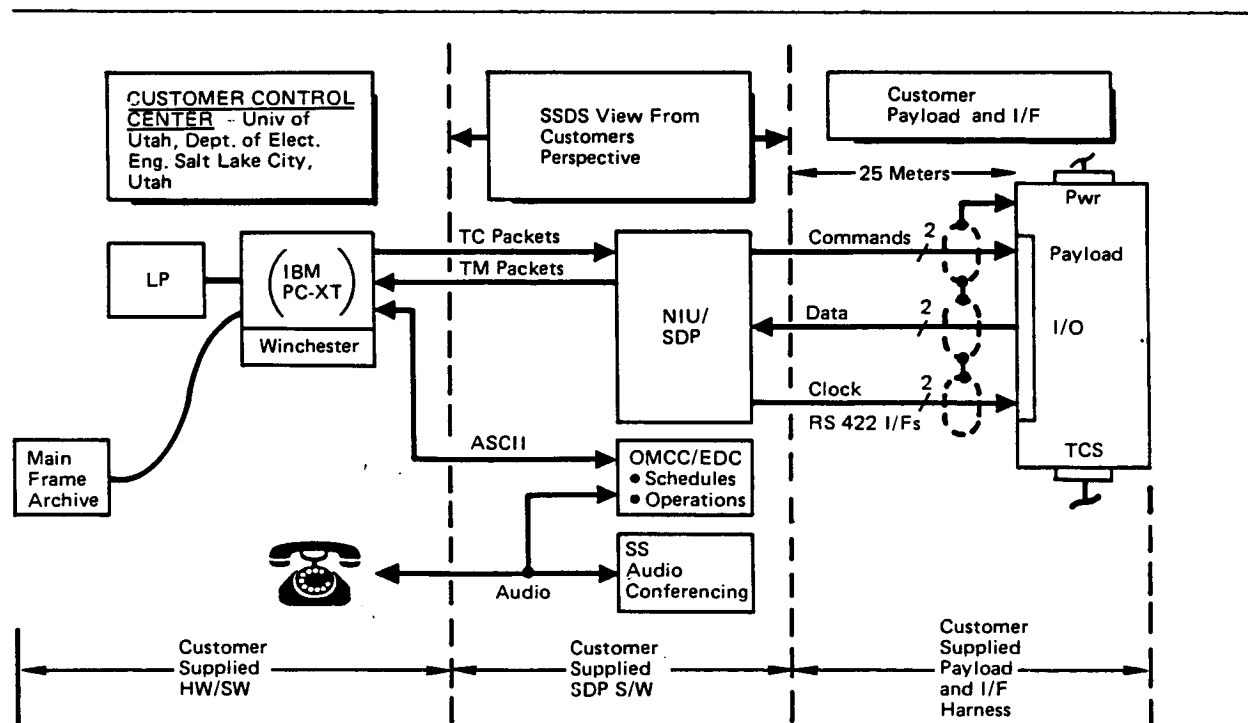 CUSTOMER CONTROL
CENTER - Univ of
Utah, Dept. of Elect.
Eng. Salt Lake City,
Utah
SSDS View From
Customers
Perspective
Customer
Payload and I/F
25 Meters
Pwr
LP
(IBM
PC-XT)
Winchester
TC Packets
TM Packets
NIU/
SDP
Commands
2
Payload
Data
2
I/O
Clock
2
RS 422 I/Fs
TCS
Main
Frame
Archive
ASCII
OMCC/EDC
• Schedules
• Operations
Audio
SS
Audio
Conferencing
Customer
Supplied
HW/SW
Customer
Supplied
SDP S/W
Customer
Supplied
Payload
and I/F
Harness